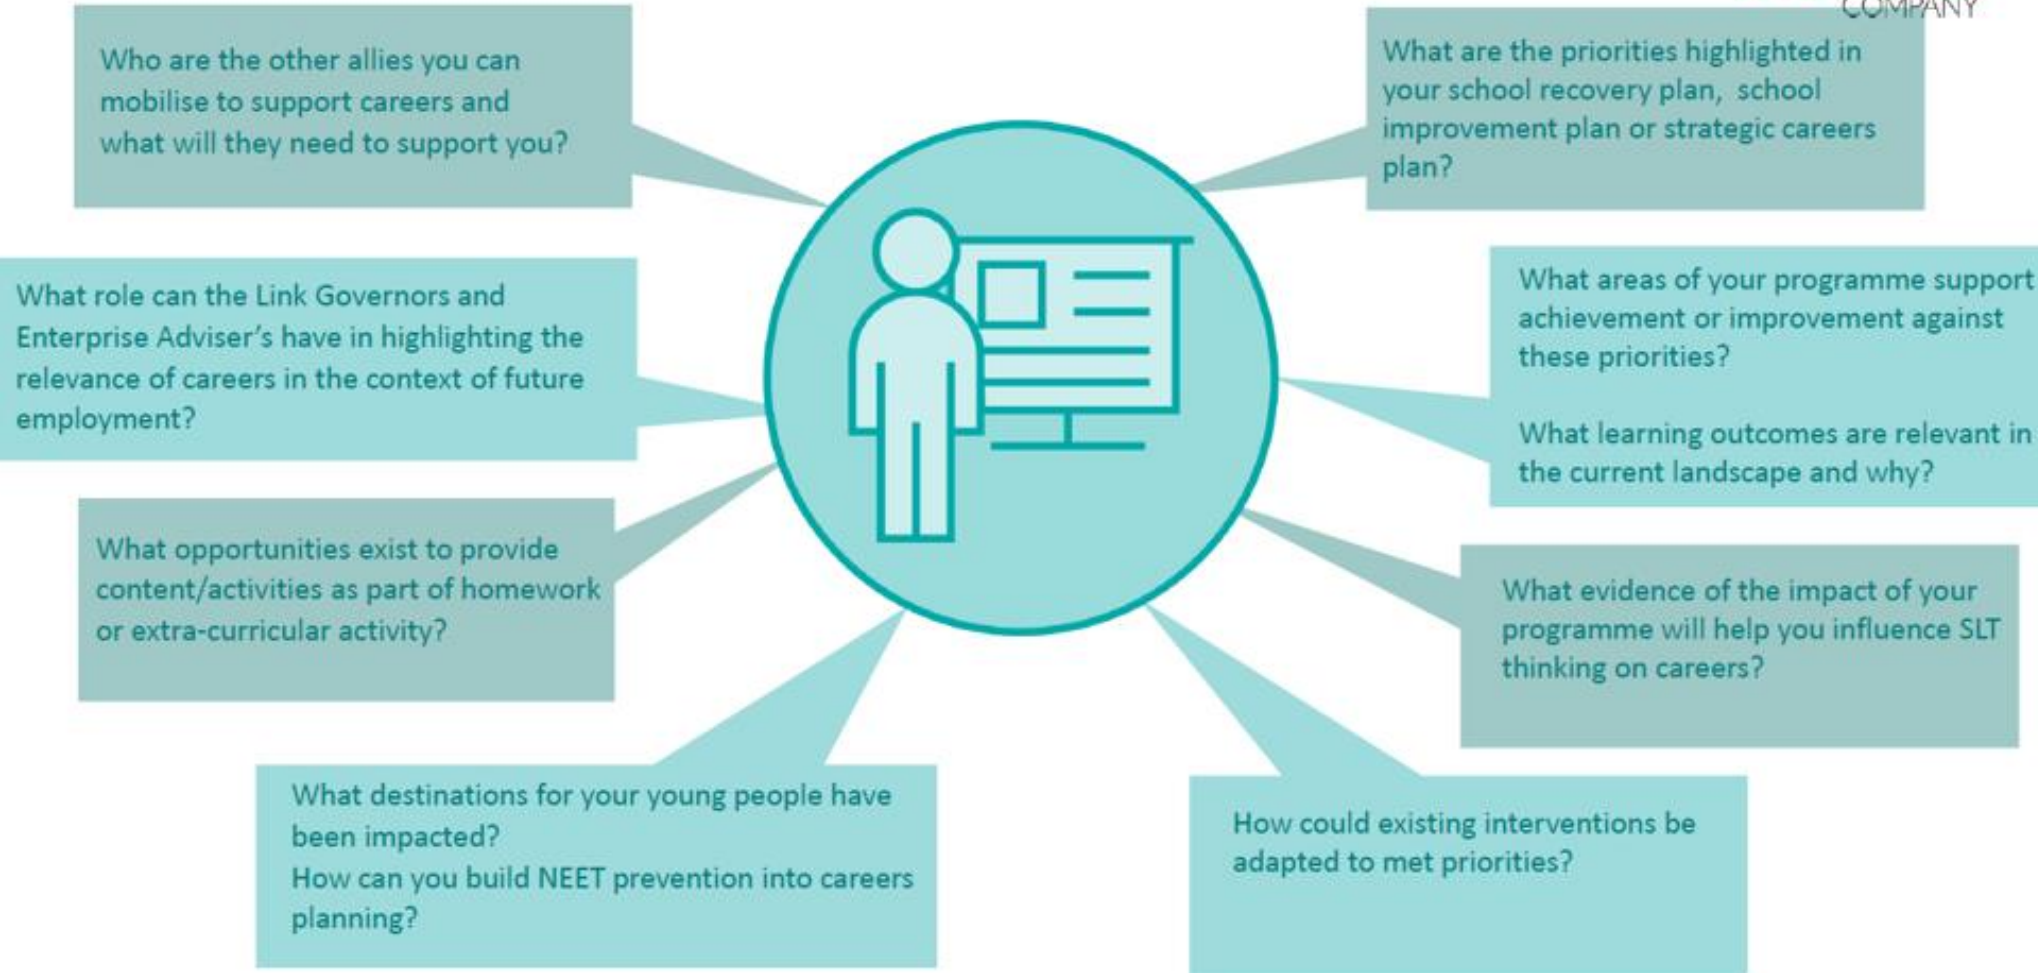 COMPANY
Who are the other allies you can
mobilise to support careers and
what will they need to support you?
What are the priorities highlighted in
your school recovery plan, school
improvement plan or strategic careers
plan?
What role can the Link Governors and
Enterprise Adviser's have in highlighting the
relevance of careers in the context of future
employment?
What areas of your programme support
achievement or improvement against
these priorities?
What learning outcomes are relevant in
the current landscape and why?
What opportunities exist to provide
content/activities as part of homework
or extra-curricular activity?
What evidence of the impact of your
programme will help you influence SLT
thinking on careers?
What destinations for your young people have
been impacted?
How can you build NEET prevention into careers
planning?
How could existing interventions be
adapted to met priorities?